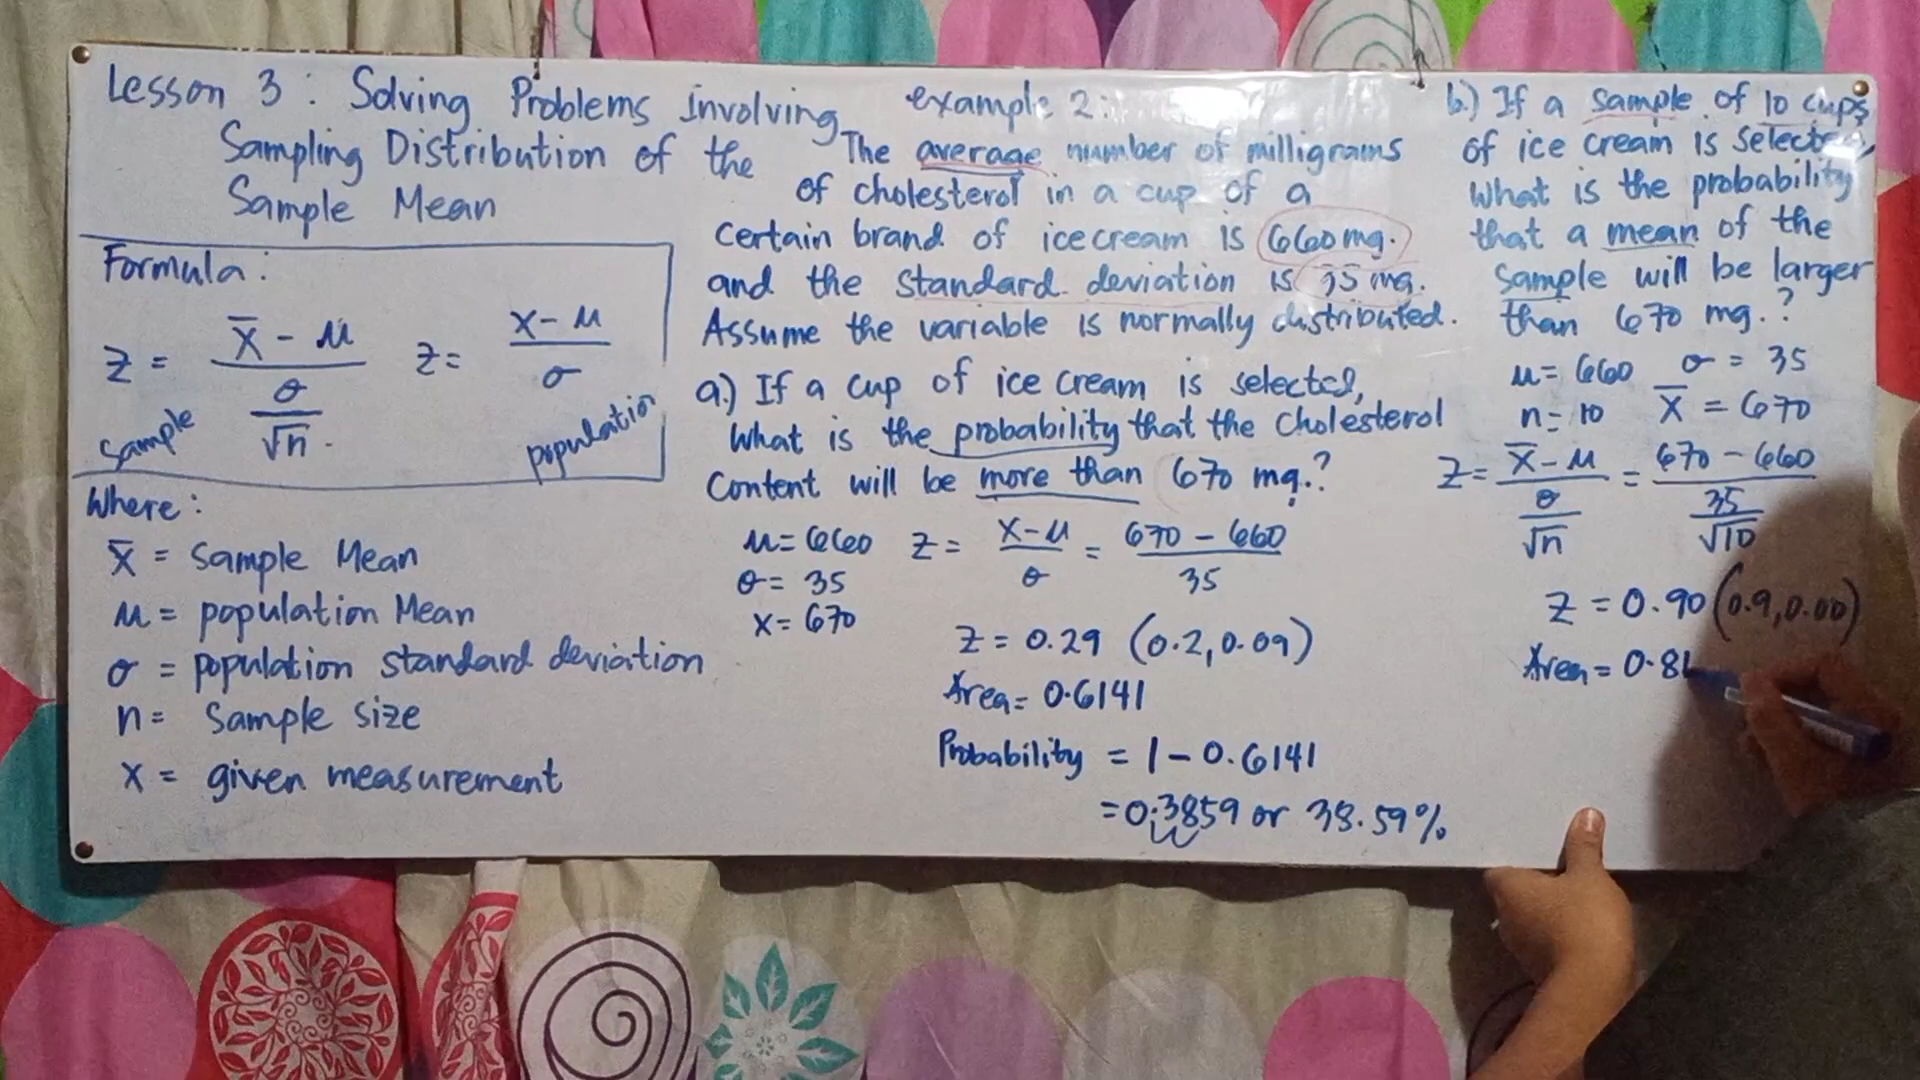 Lesson 3 : Solving Problems Involving
Sampling Distribution of the
Sample Mean
Formula :
z = x̄ - μ / σ / √n .
z = x - μ / σ
Sample
population
Where :
x̄ = Sample Mean
μ = population Mean
σ = population standard deviation
n = Sample size
x = given measurement
example 2 :
The average number of milligrams
of cholesterol in a cup of a
certain brand of ice cream is 660 mg.
and the standard deviation is 35 mg.
Assume the variable is normally distributed.
a.) If a cup of ice cream is selected,
What is the probability that the Cholesterol
Content will be more than 670 mg.?
μ = 660
σ = 35
x = 670
z = x - μ / σ = 670 - 660 / 35
z = 0.29 (0.2, 0.09)
Area = 0.6141
Probability = 1 - 0.6141
= 0.3859 or 38.59%
b.) If a sample of 10 cups
of ice cream is selected,
What is the probability
that a mean of the
sample will be larger
than 670 mg.?
μ = 660 σ = 35
n = 10 x̄ = 670
z = x̄ - μ / σ / √n = 670 - 660 / 35 / √10
z = 0.90 (0.9, 0.00)
Area = 0.8